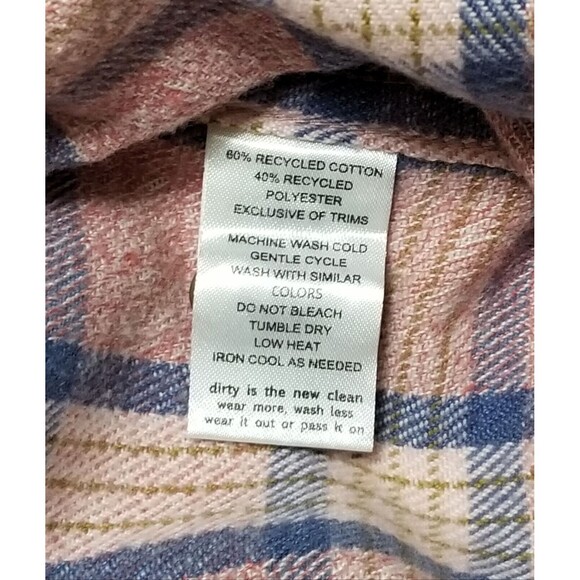 60% RECYCLED COTTON
40% RECYCLED
POLYESTER
EXCLUSIVE OF TRIMS
MACHINE WASH COLD
GENTLE CYCLE
WASH WITH SIMILAR
COLORS
DO NOT BLEACH
TUMBLE DRY
LOW HEAT
IRON COOL AS NEEDED
dirty is the new clean
wear more, wash less
wear it out or pass it on